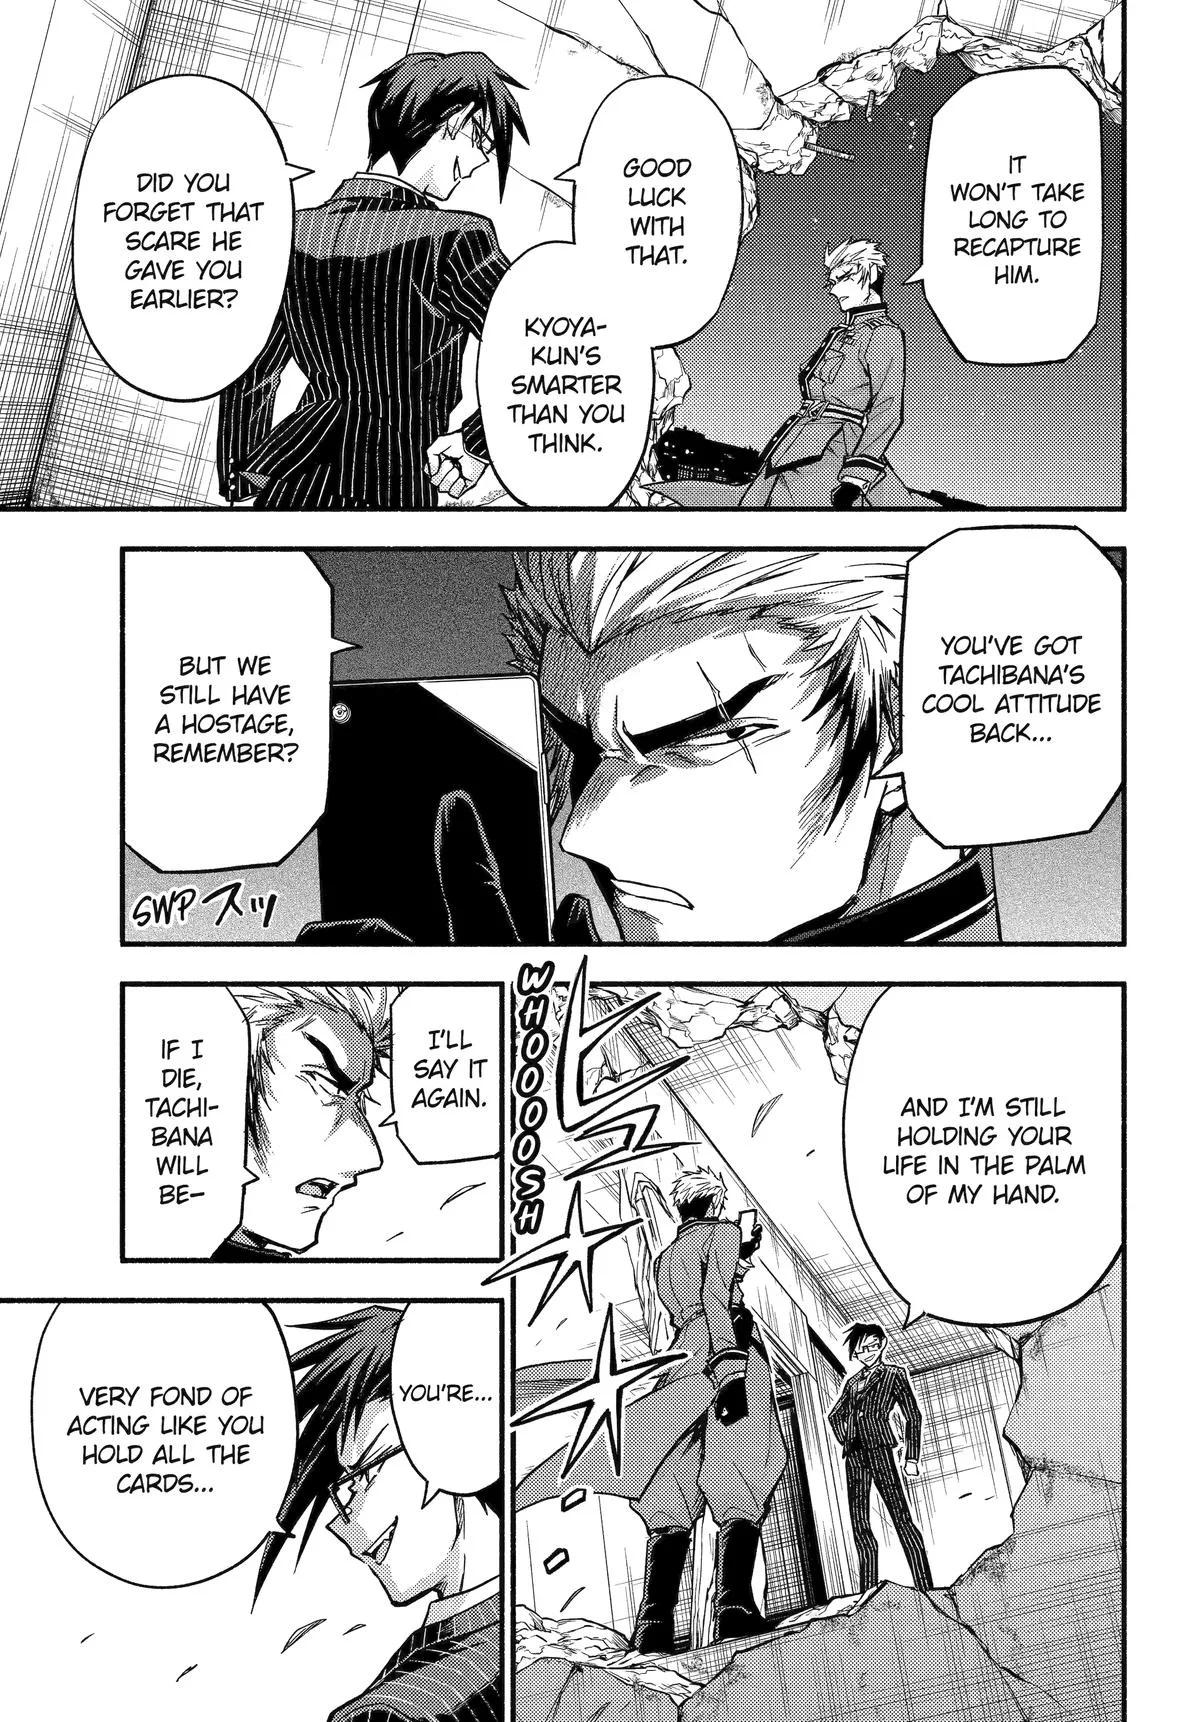 IT
WON'T TAKE
LONG TO
RECAPTURE
HIM.
GOOD
LUCK
WITH
THAT.
KYOYA-
KUN'S
SMARTER
THAN YOU
THINK.
DID YOU
FORGET THAT
SCARE HE
GAVE YOU
EARLIER?
YOU'VE GOT
TACHIBANA'S
COOL ATTITUDE
BACK...
BUT WE
STILL HAVE
A HOSTAGE,
REMEMBER?
SWP スッ
AND I'M STILL
HOLDING YOUR
LIFE IN THE PALM
OF MY HAND.
WHOOOOSH
ビュ
I'LL
SAY IT
AGAIN.
IF I
DIE,
TACHI-
BANA
WILL
BE-
YOU'RE...
VERY FOND OF
ACTING LIKE YOU
HOLD ALL THE
CARDS...